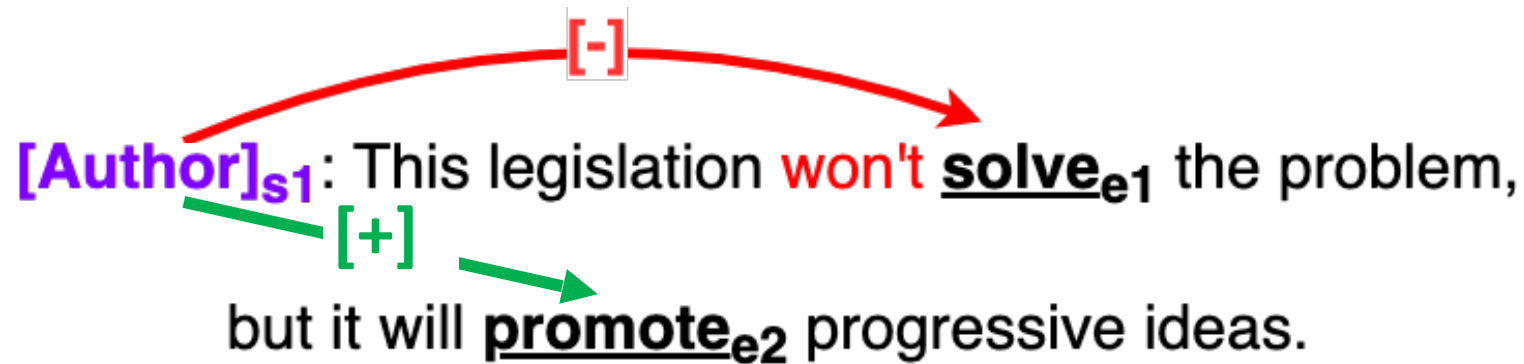 [-]
[Author]s1: This legislation won't solvee1 the problem,
[+]
but it will promotee2 progressive ideas.